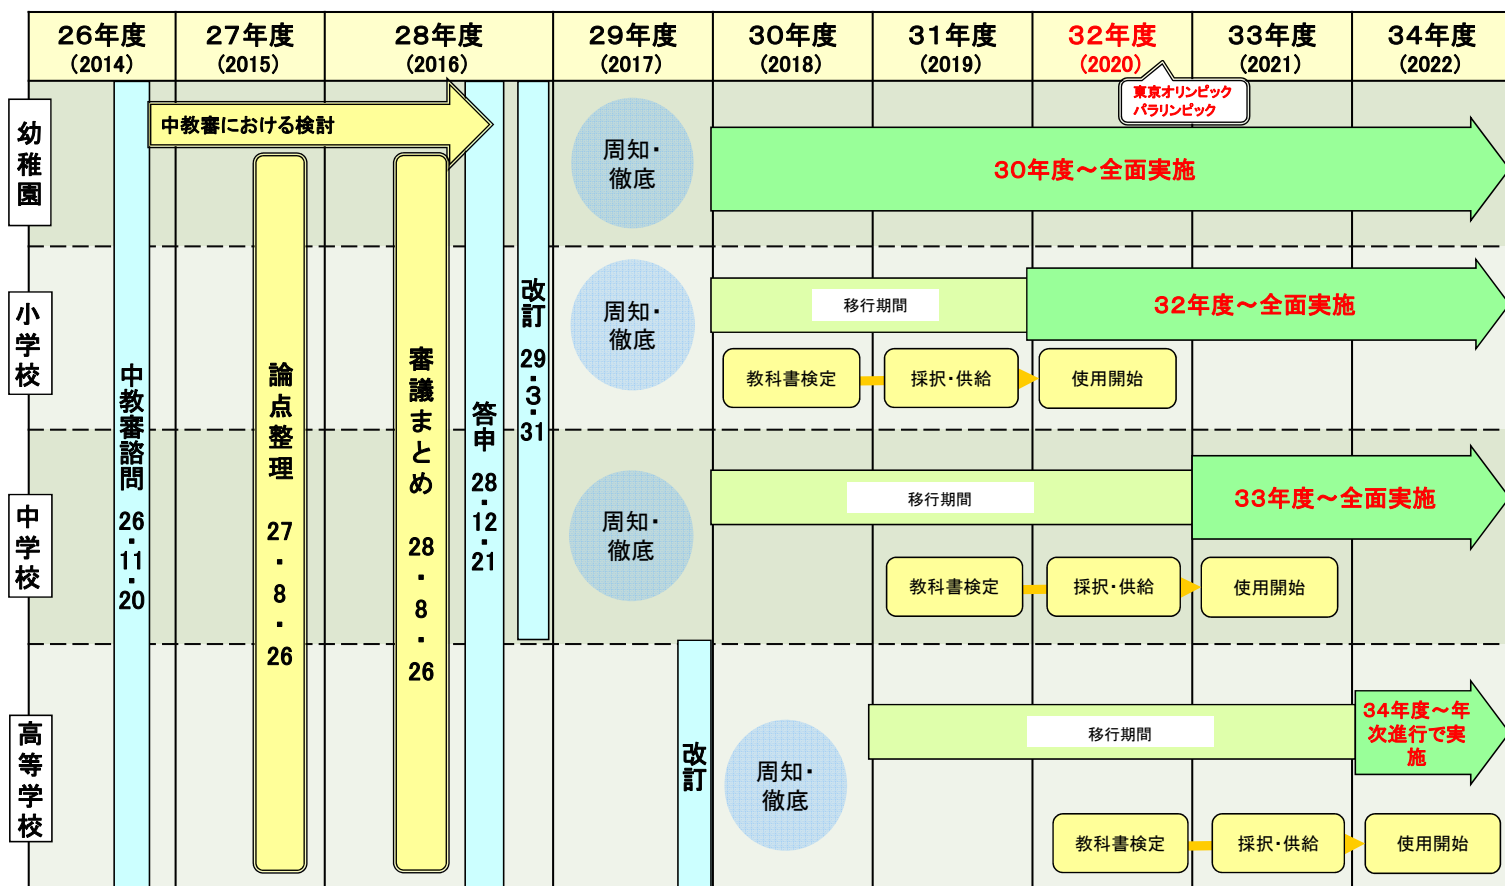 26年度
(2014)
27年度
(2015)
28年度
(2016)
29年度
(2017)
30年度
(2018)
31年度
(2019)
32年度
(2020)
33年度
(2021)
34年度
(2022)
東京オリンピック
パラリンピック
幼稚園
中教審における検討
周知・
徹底
30年度～全面実施
小学校
周知・
徹底
移行期間
32年度～全面実施
教科書検定
採択・供給
使用開始
中教審諮問 26・11・20
論点整理 27・8・26
審議まとめ 28・8・26
答申 28・12・21
改訂 29・3・31
中学校
周知・
徹底
移行期間
33年度～全面実施
教科書検定
採択・供給
使用開始
高等学校
改訂
周知・
徹底
移行期間
34年度～年
次進行で実
施
教科書検定
採択・供給
使用開始